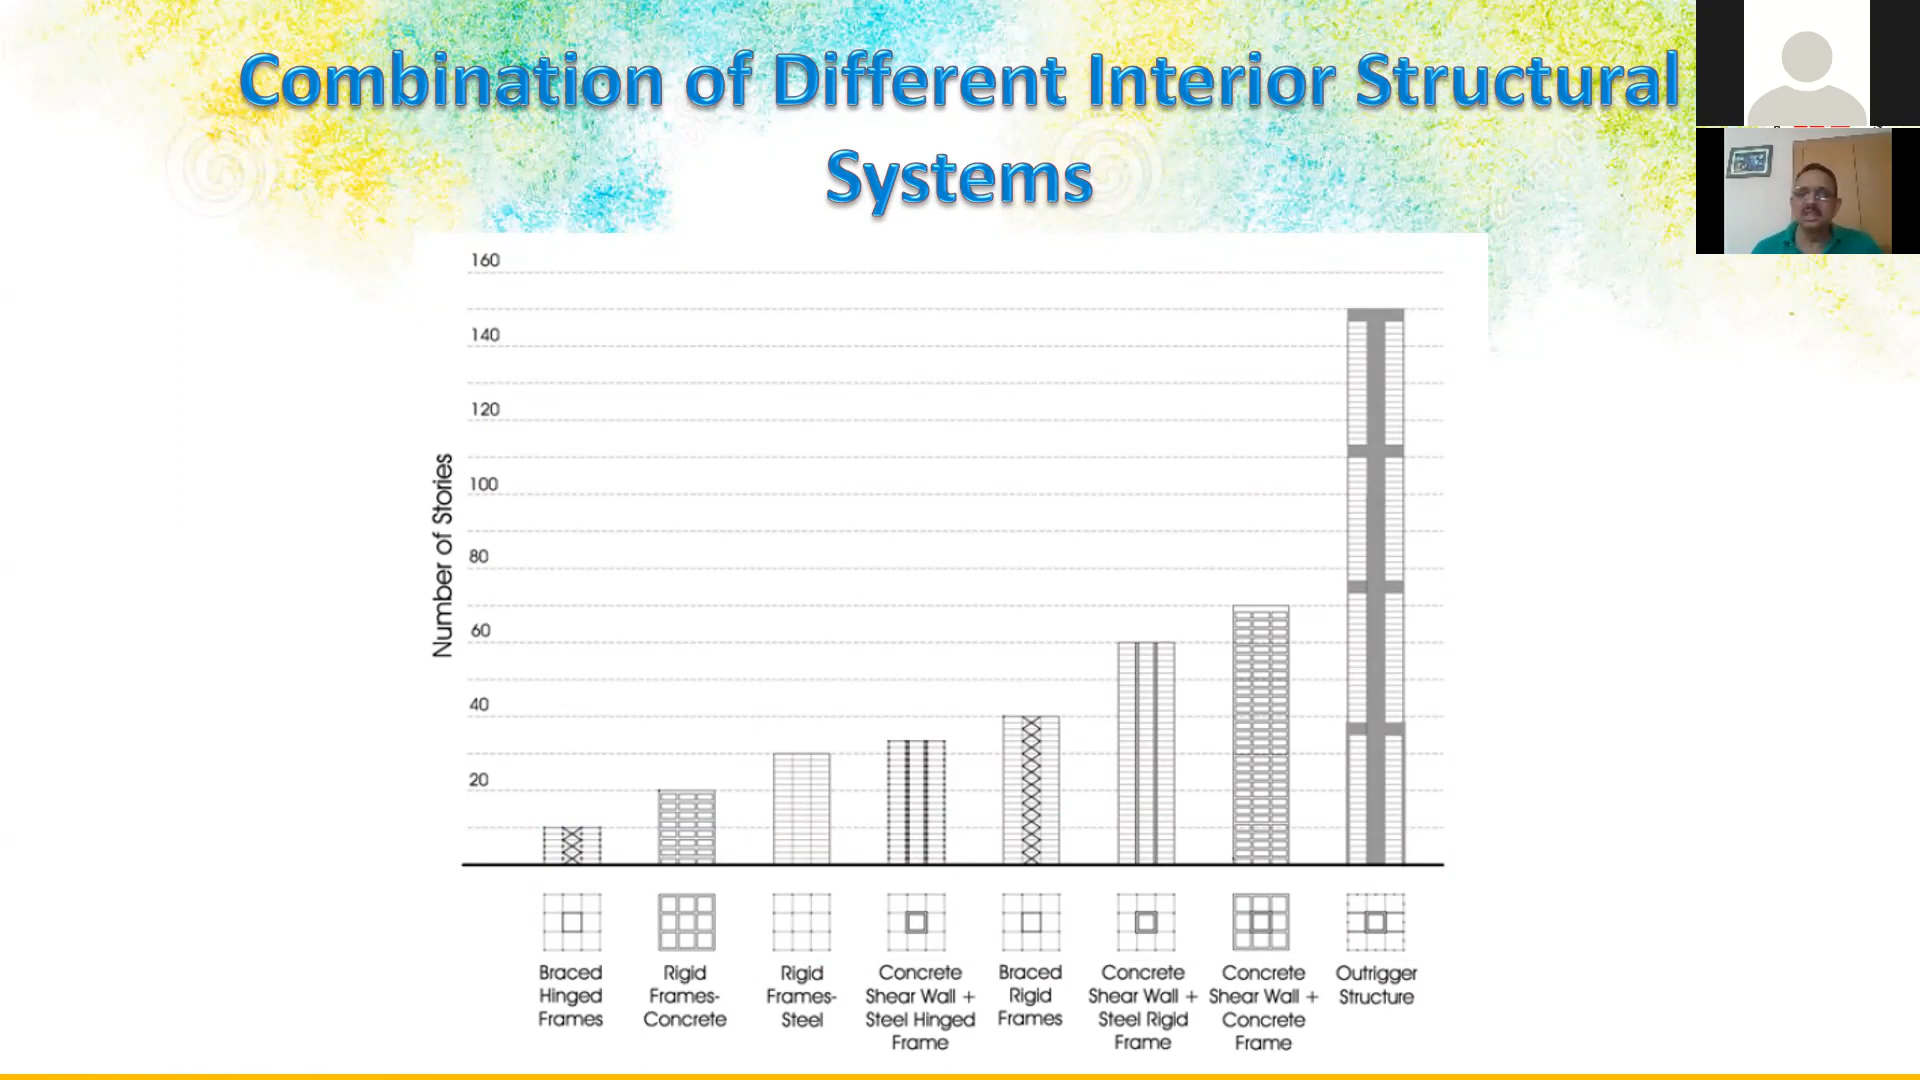 Combination of Different Interior Structural
Systems
160
140
120
100
80
60
40
20
Number of Stories
Braced
Hinged
Frames
Rigid
Frames-
Concrete
Rigid
Frames-
Steel
Concrete
Shear Wall +
Steel Hinged
Frame
Braced
Rigid
Frames
Concrete
Shear Wall +
Steel Rigid
Frame
Concrete
Shear Wall +
Concrete
Frame
Outrigger
Structure